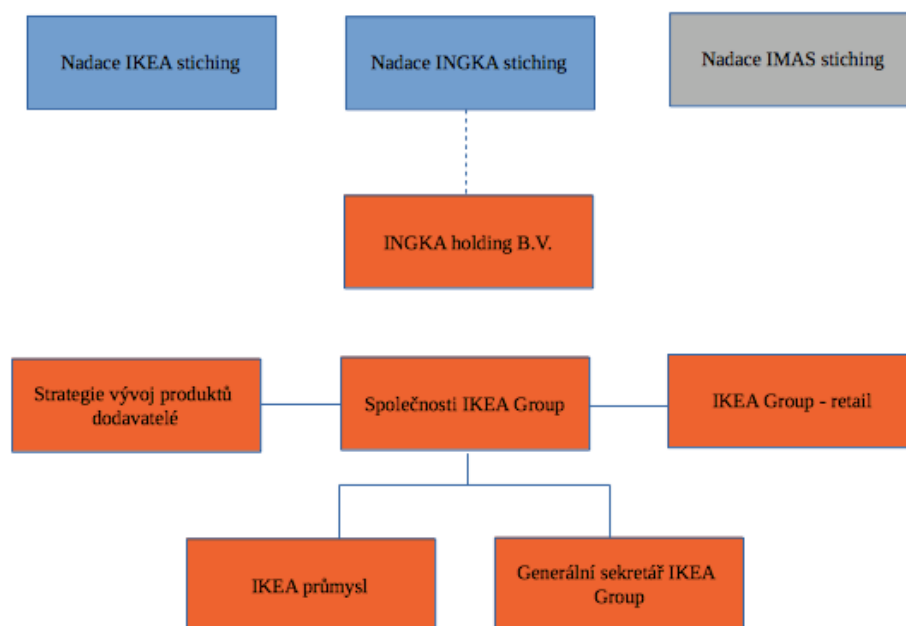 Nadace IKEA stiching
Nadace INGKA stiching
Nadace IMAS stiching
INGKA holding B.V.
Strategie vývoj produktů
dodavatelé
Společnosti IKEA Group
IKEA Group - retail
IKEA průmysl
Generální sekretář IKEA
Group